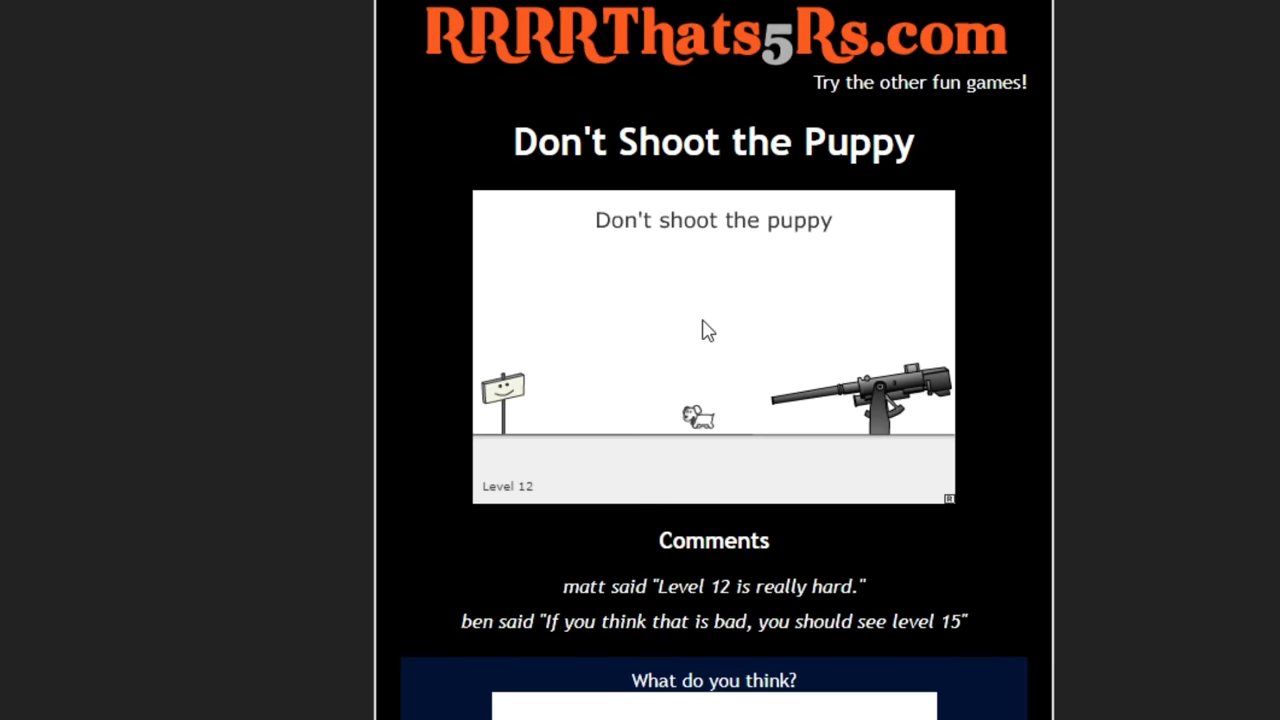 RRRRThats5Rs.com
Try the other fun games!
Don't Shoot the Puppy
Don't shoot the puppy
Level 12
R
Comments
matt said "Level 12 is really hard."
ben said "If you think that is bad, you should see level 15"
What do you think?